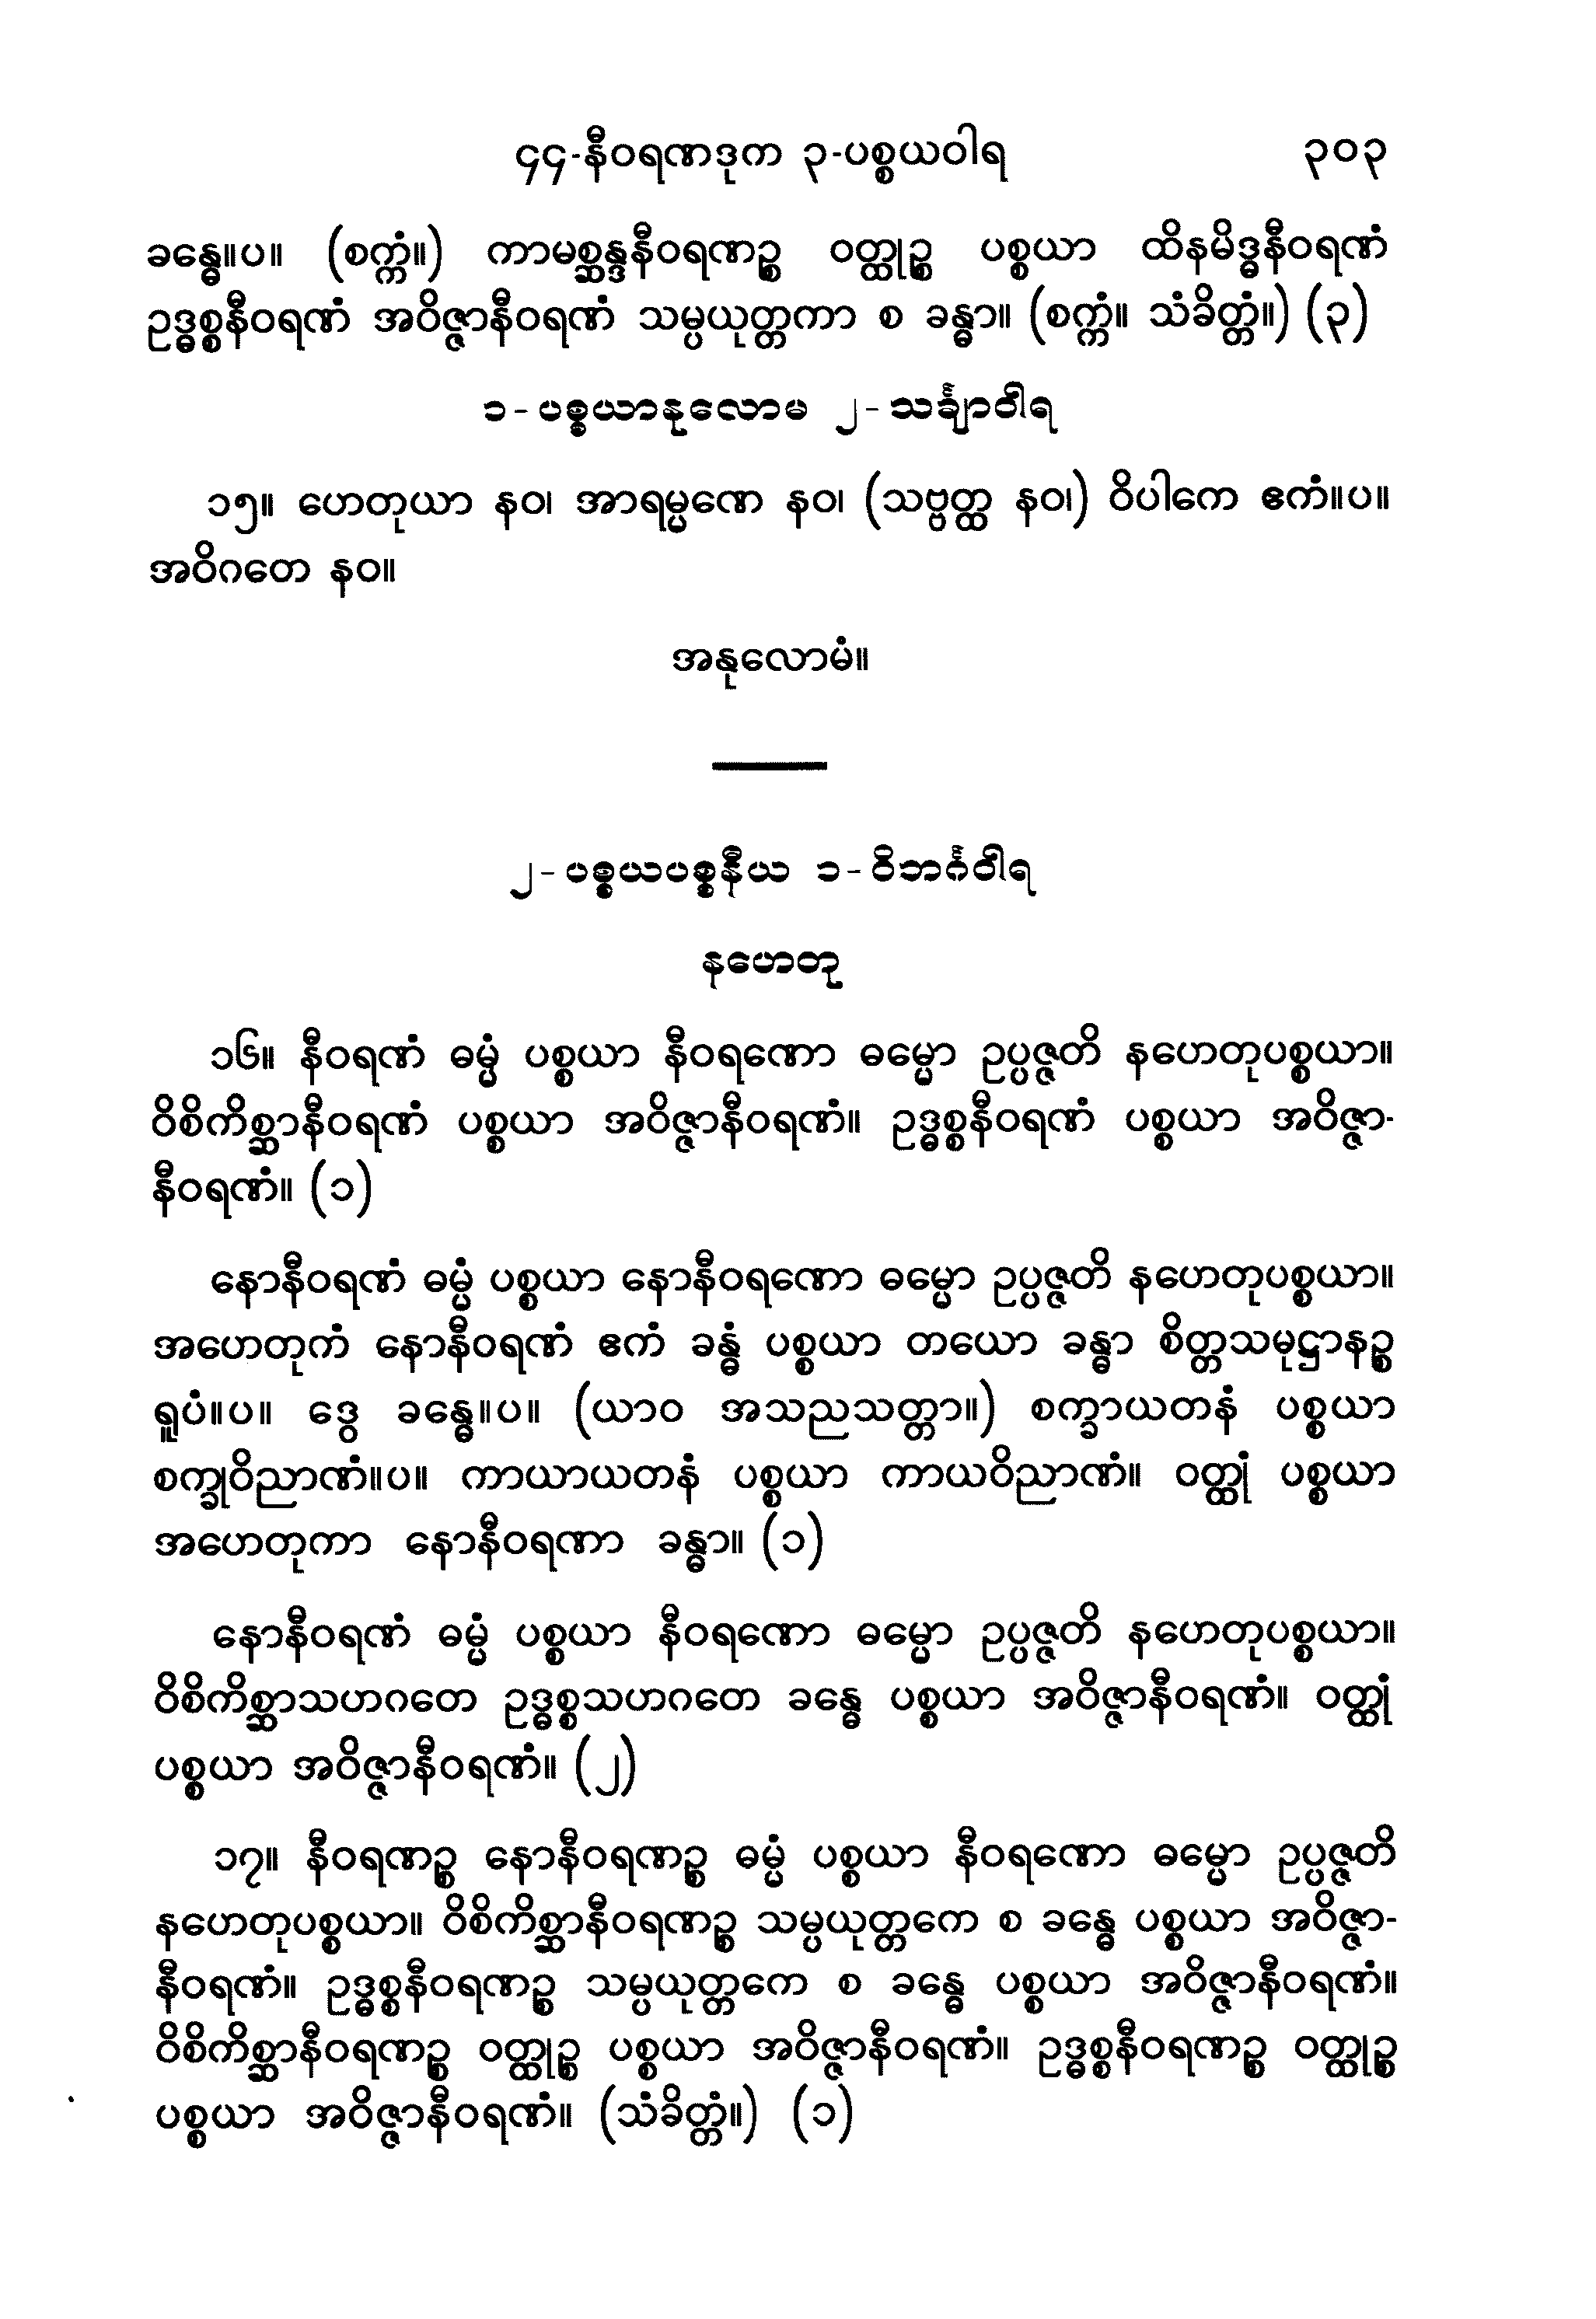 ၄၄-နီဝရဏဒုက ၃-ပစ္စယဝါရ ၃၀၃
ခန္ဓေ။ပ။ (စက္ကံ။) ကာမစ္ဆန္ဒနီဝရဏဉ္စ ဝတ္ထုဉ္စ ပစ္စယာ ထိနမိဒ္ဓနီဝရဏံ
ဥဒ္ဓစ္စနီဝရဏံ အဝိဇ္ဇာနီဝရဏံ သမ္ပယုတ္တကာ စ ခန္ဓာ။ (စက္ကံ။ သံခိတ္တံ။) (၃)
၁-ပစ္စယာနုလောမ ၂-သင်္ချာဝါရ
၁၅။ ဟေတုယာ နဝ၊ အာရမ္မဏေ နဝ၊ (သဗ္ဗတ္ထ နဝ၊) ဝိပါကေ ဧကံ။ပ။
အဝိဂတေ နဝ။
အနုလောမံ။
၂-ပစ္စယပစ္စနီယ ၁-ဝိဘင်္ဂဝါရ
နဟေတု
၁၆။ နီဝရဏံ ဓမ္မံ ပစ္စယာ နီဝရဏော ဓမ္မော ဥပ္ပဇ္ဇတိ နဟေတုပစ္စယာ။
ဝိစိကိစ္ဆာနီဝရဏံ ပစ္စယာ အဝိဇ္ဇာနီဝရဏံ။ ဥဒ္ဓစ္စနီဝရဏံ ပစ္စယာ အဝိဇ္ဇာ-
နီဝရဏံ။ (၁)
နောနီဝရဏံ ဓမ္မံ ပစ္စယာ နောနီဝရဏော ဓမ္မော ဥပ္ပဇ္ဇတိ နဟေတုပစ္စယာ။
အဟေတုကံ နောနီဝရဏံ ဧကံ ခန္ဓံ ပစ္စယာ တယော ခန္ဓာ စိတ္တသမုဋ္ဌာနဉ္စ
ရူပံ။ပ။ ဒွေ ခန္ဓေ။ပ။ (ယာဝ အသညသတ္တာ။) စက္ခာယတနံ ပစ္စယာ
စက္ခုဝိညာဏံ။ပ။ ကာယာယတနံ ပစ္စယာ ကာယဝိညာဏံ။ ဝတ္ထုံ ပစ္စယာ
အဟေတုကာ နောနီဝရဏာ ခန္ဓာ။ (၁)
နောနီဝရဏံ ဓမ္မံ ပစ္စယာ နီဝရဏော ဓမ္မော ဥပ္ပဇ္ဇတိ နဟေတုပစ္စယာ။
ဝိစိကိစ္ဆာသဟဂတေ ဥဒ္ဓစ္စသဟဂတေ ခန္ဓေ ပစ္စယာ အဝိဇ္ဇာနီဝရဏံ။ ဝတ္ထုံ
ပစ္စယာ အဝိဇ္ဇာနီဝရဏံ။ (၂)
၁၇။ နီဝရဏဉ္စ နောနီဝရဏဉ္စ ဓမ္မံ ပစ္စယာ နီဝရဏော ဓမ္မော ဥပ္ပဇ္ဇတိ
နဟေတုပစ္စယာ။ ဝိစိကိစ္ဆာနီဝရဏဉ္စ သမ္ပယုတ္တကေ စ ခန္ဓေ ပစ္စယာ အဝိဇ္ဇာ-
နီဝရဏံ။ ဥဒ္ဓစ္စနီဝရဏဉ္စ သမ္ပယုတ္တကေ စ ခန္ဓေ ပစ္စယာ အဝိဇ္ဇာနီဝရဏံ။
ဝိစိကိစ္ဆာနီဝရဏဉ္စ ဝတ္ထုဉ္စ ပစ္စယာ အဝိဇ္ဇာနီဝရဏံ။ ဥဒ္ဓစ္စနီဝရဏဉ္စ ဝတ္ထုဉ္စ
ပစ္စယာ အဝိဇ္ဇာနီဝရဏံ။ (သံခိတ္တံ။) (၁)